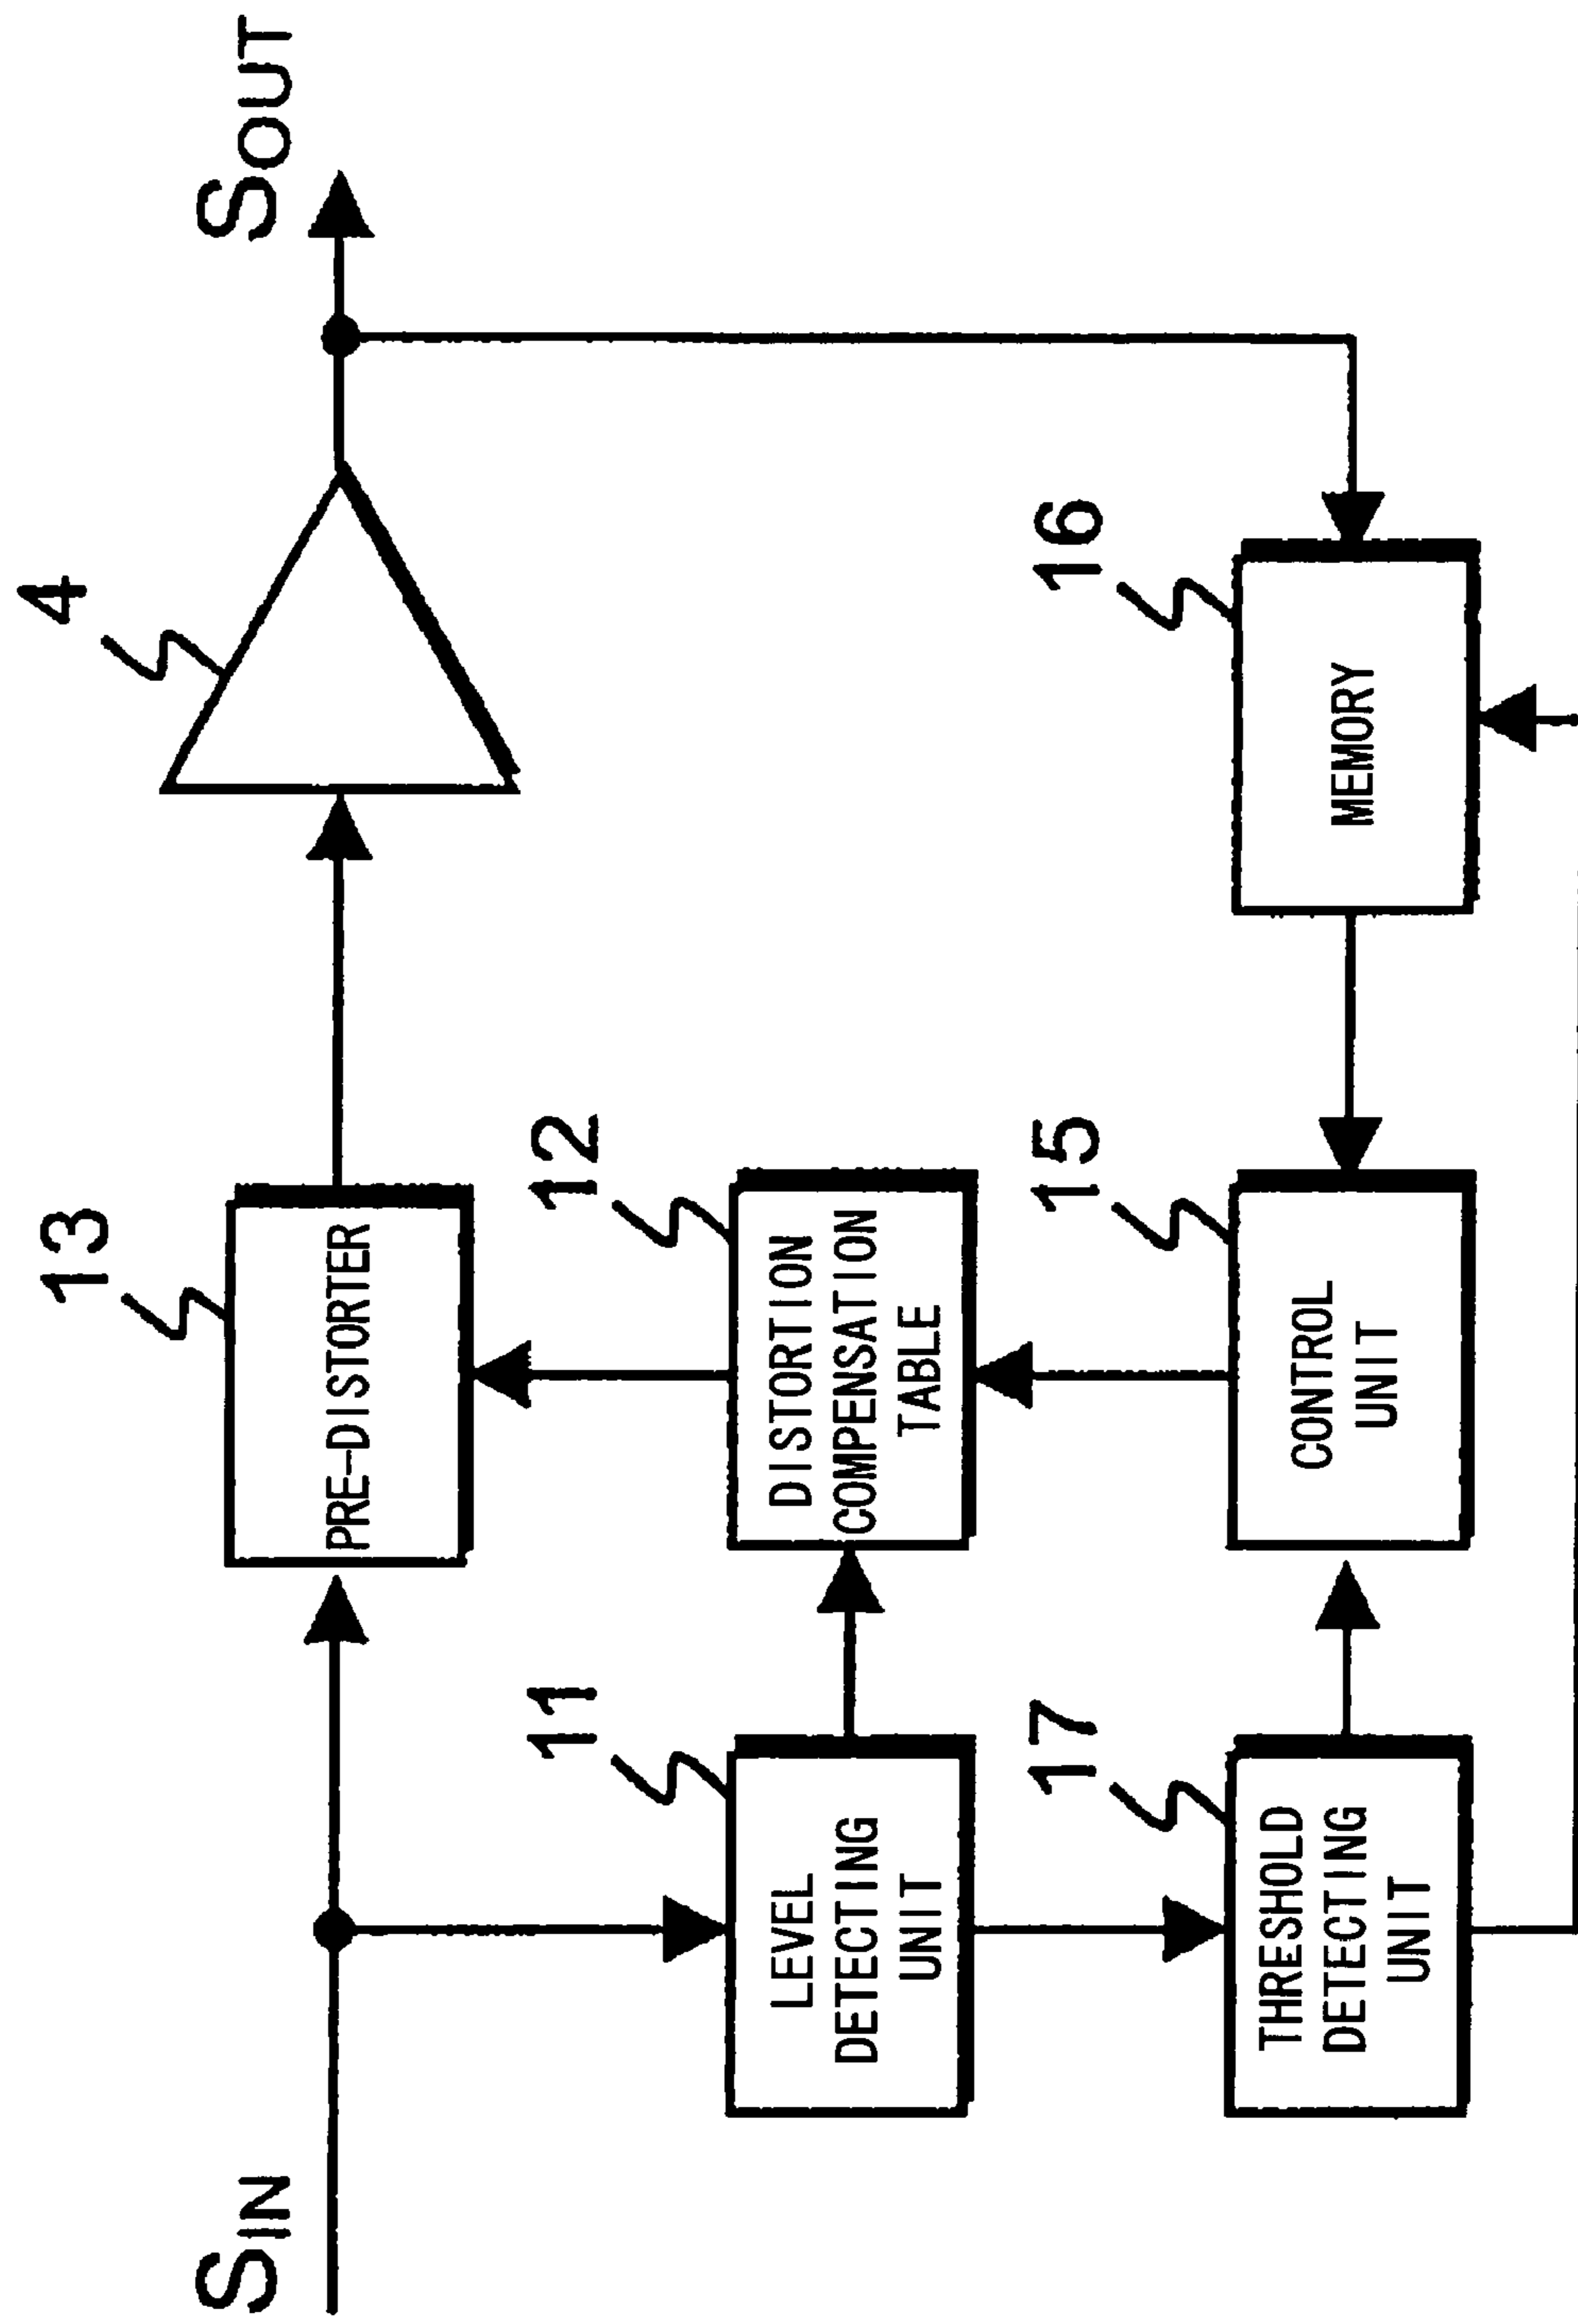 SIN
SOUT
4
13
PRE-DISTORTER
11
LEVEL
DETECTING
UNIT
12
DISTORTION
COMPENSATION
TABLE
17
THRESHOLD
DETECTING
UNIT
15
CONTROL
UNIT
16
MEMORY